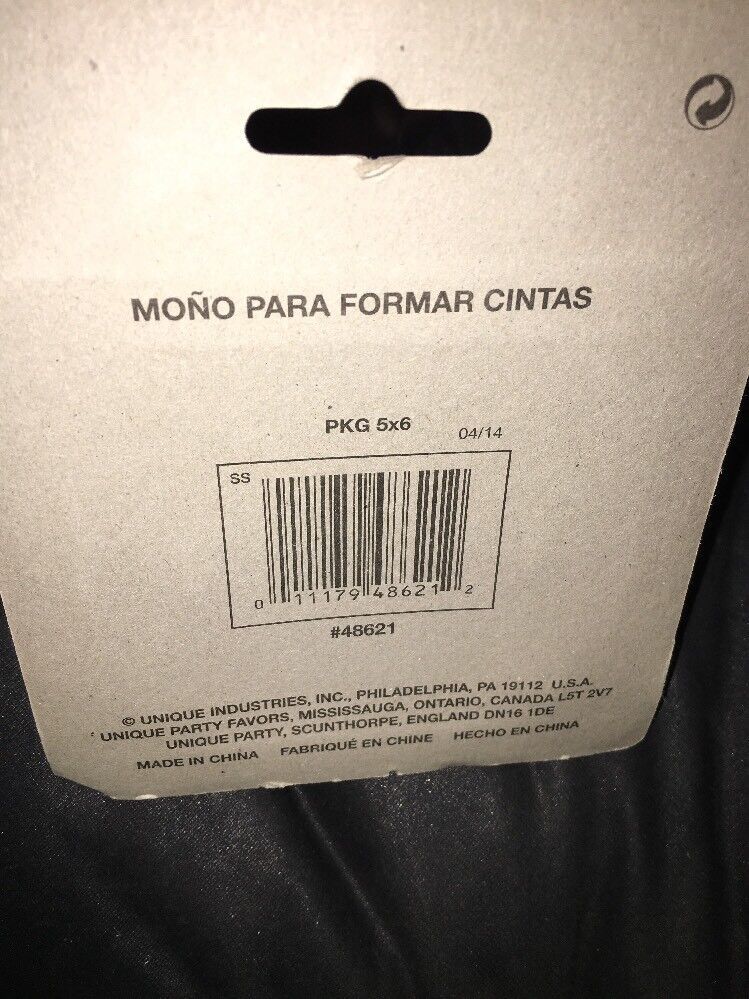 MOÑO PARA FORMAR CINTAS
PKG 5x6
04/14
SS
0 11179 48621 2
#48621
© UNIQUE INDUSTRIES, INC., PHILADELPHIA, PA 19112 U.S.A.
UNIQUE PARTY FAVORS, MISSISSAUGA, ONTARIO, CANADA L5T 2V7
UNIQUE PARTY, SCUNTHORPE, ENGLAND DN16 1DE
MADE IN CHINA FABRIQUÉ EN CHINE HECHO EN CHINA